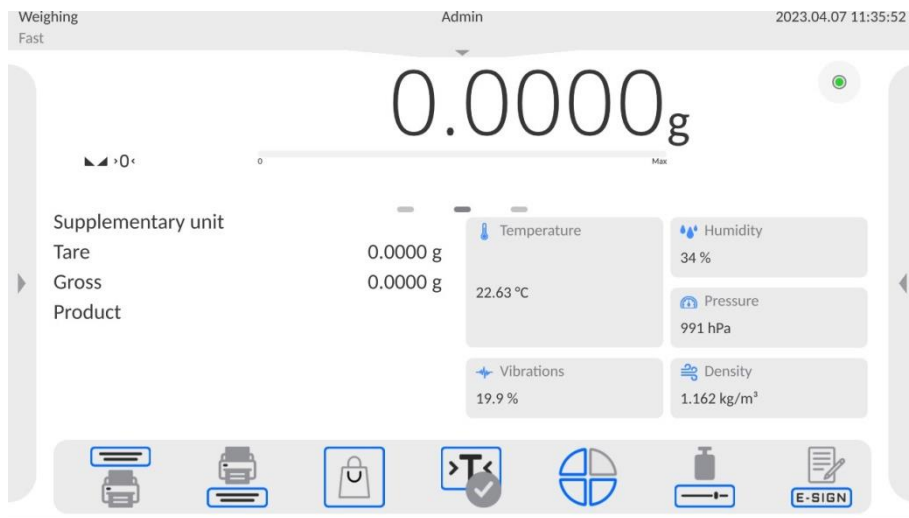 Weighing
Admin
2023.04.07 11:35:52
Fast
0.0000g
›0‹
0
Max
Supplementary unit
Tare 0.0000 g
Gross 0.0000 g
Product
Temperature
22.63 °C
Humidity
34 %
Pressure
991 hPa
Vibrations
19.9 %
Density
1.162 kg/m³
>T<
E-SIGN